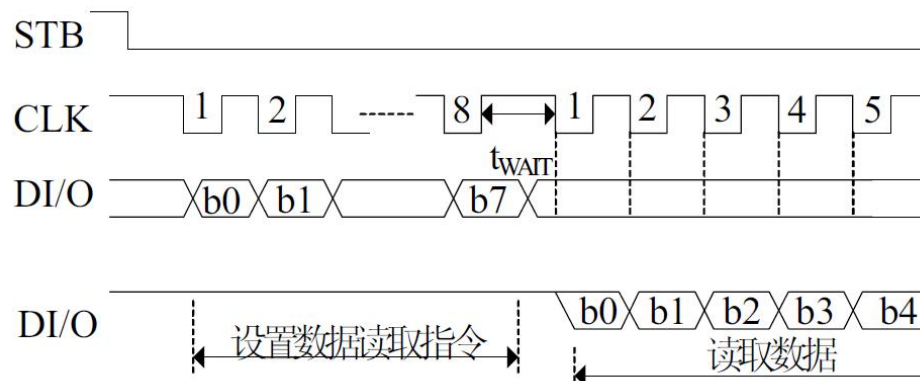 STB
CLK 1 2 8 1 2 3 4 5
tWAIT
DI/O b0 b1 b7
DI/O b0 b1 b2 b3 b4
设置数据读取指令 读取数据